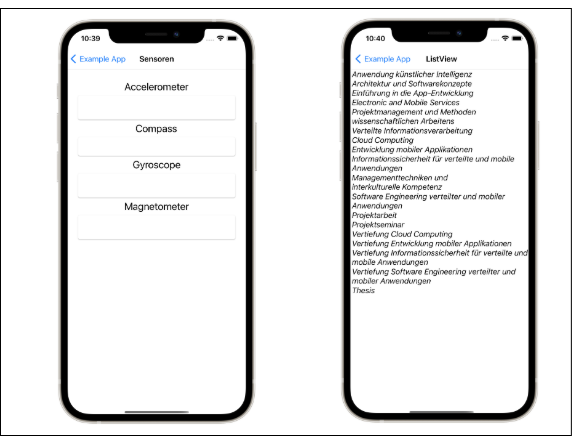 10:39
Example App Sensoren
Accelerometer
Compass
Gyroscope
Magnetometer
10:40
Example App ListView
Anwendung künstlicher Intelligenz
Architektur und Softwarekonzepte
Einführung in die App-Entwicklung
Electronic and Mobile Services
Projektmanagement und Methoden
wissenschaftlichen Arbeitens
Verteilte Informationsverarbeitung
Cloud Computing
Entwicklung mobiler Applikationen
Informationssicherheit für verteilte und mobile
Anwendungen
Managementtechniken und
interkulturelle Kompetenz
Software Engineering verteilter und mobiler
Anwendungen
Projektarbeit
Projektseminar
Vertiefung Cloud Computing
Vertiefung Entwicklung mobiler Applikationen
Vertiefung Informationssicherheit für verteilte und
mobile Anwendungen
Vertiefung Software Engineering verteilter und
mobiler Anwendungen
Thesis